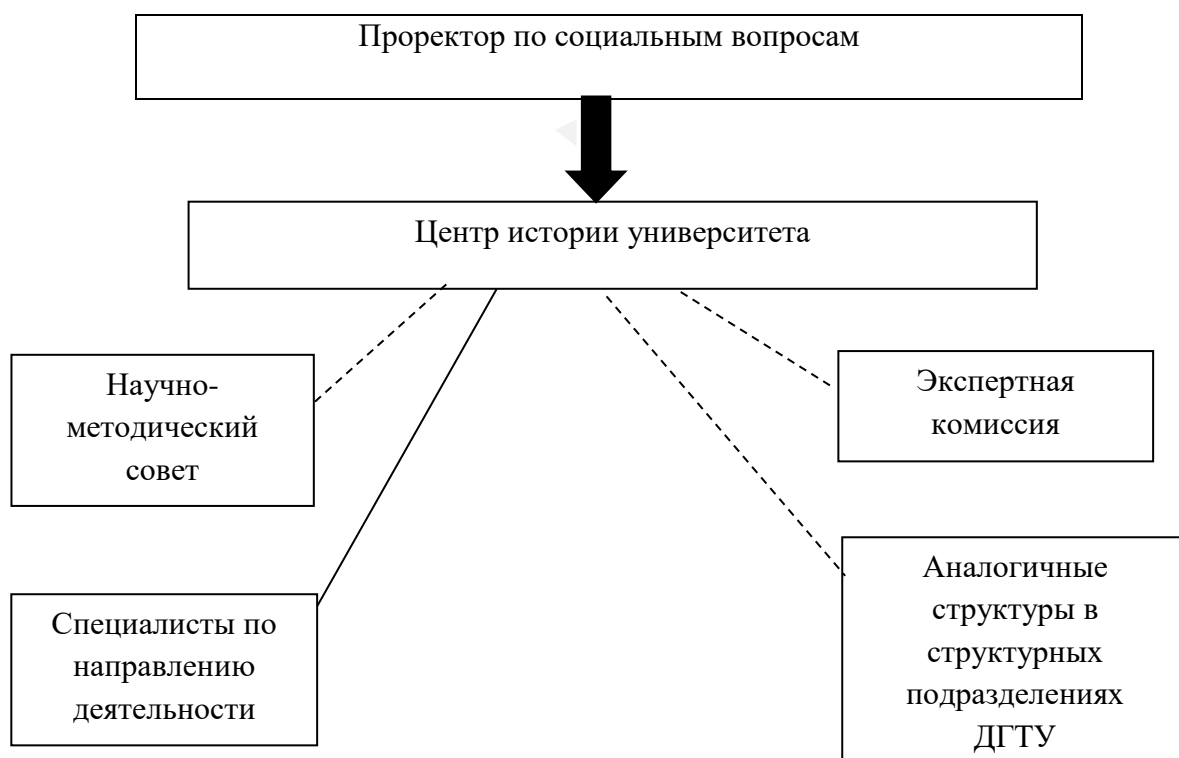 Проректор по социальным вопросам
Центр истории университета
Научно-
методический
совет
Экспертная
комиссия
Специалисты по
направлению
деятельности
Аналогичные
структуры в
структурных
подразделениях
ДГТУ